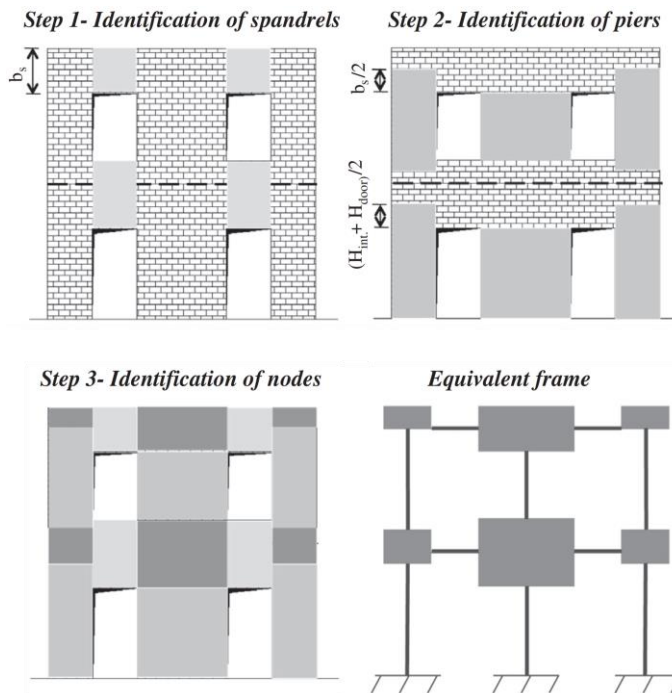 Step 1- Identification of spandrels
Step 2- Identification of piers
bs
bs/2
(Hint.+ Hdoor)/2
Step 3- Identification of nodes
Equivalent frame